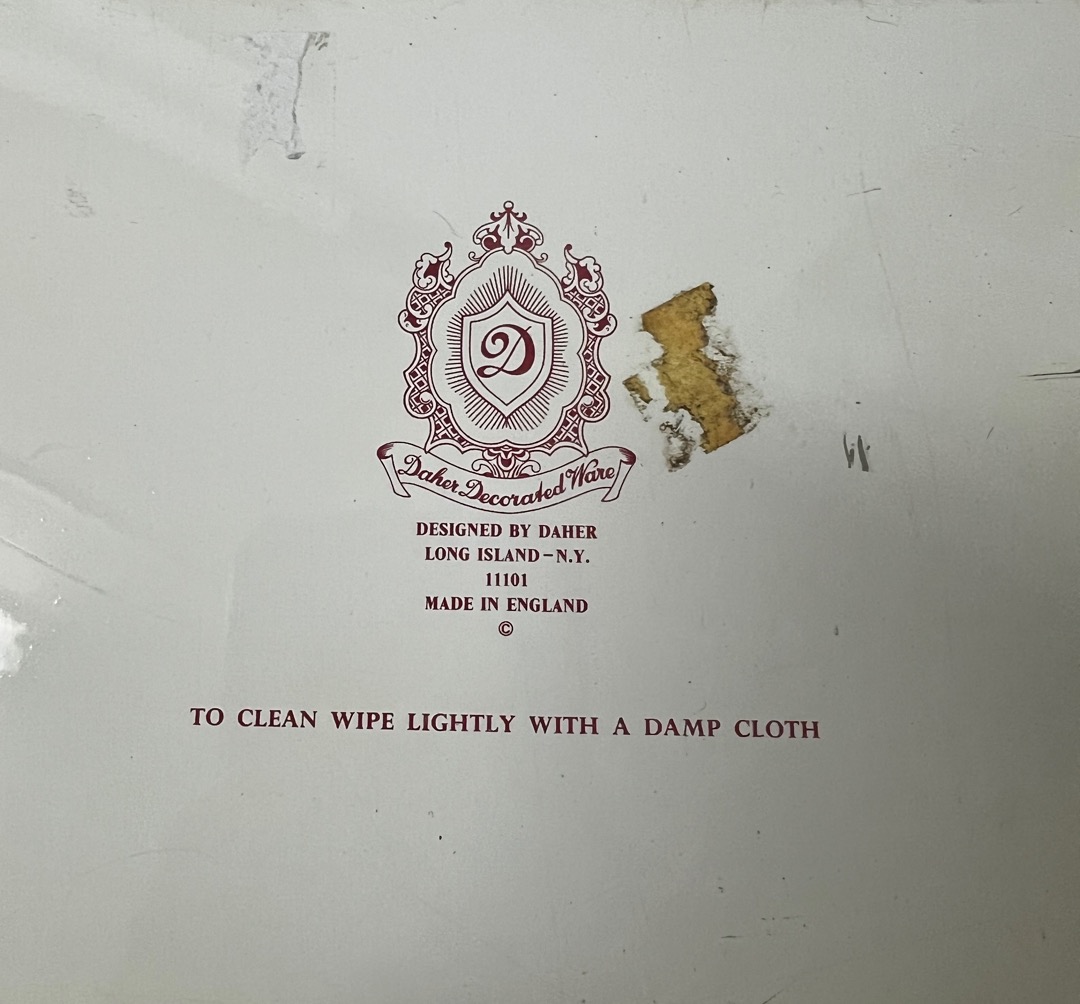 D
Daher Decorated Ware
DESIGNED BY DAHER
LONG ISLAND–N.Y.
11101
MADE IN ENGLAND
©
TO CLEAN WIPE LIGHTLY WITH A DAMP CLOTH